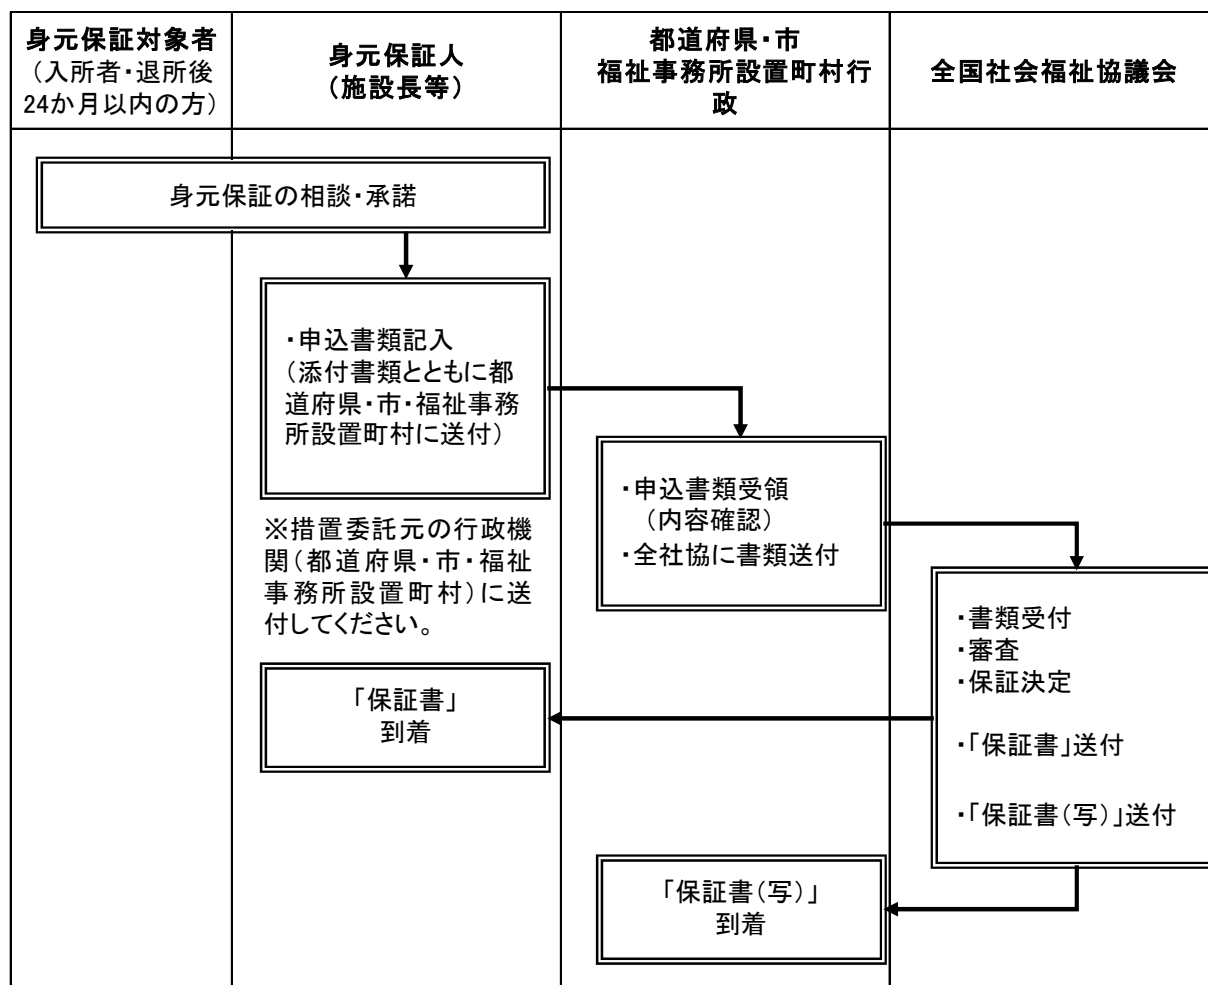 身元保証対象者
（入所者・退所後
24か月以内の方）
身元保証人
（施設長等）
都道府県・市
福祉事務所設置町村行
政
全国社会福祉協議会
身元保証の相談・承諾
・申込書類記入
（添付書類とともに都
道府県・市・福祉事務
所設置町村に送付）
※措置委託元の行政機
関（都道府県・市・福祉
事務所設置町村）に送
付してください。
・申込書類受領
（内容確認）
・全社協に書類送付
・書類受付
・審査
・保証決定
・「保証書」送付
・「保証書（写）」送付
「保証書」
到着
「保証書（写）」
到着